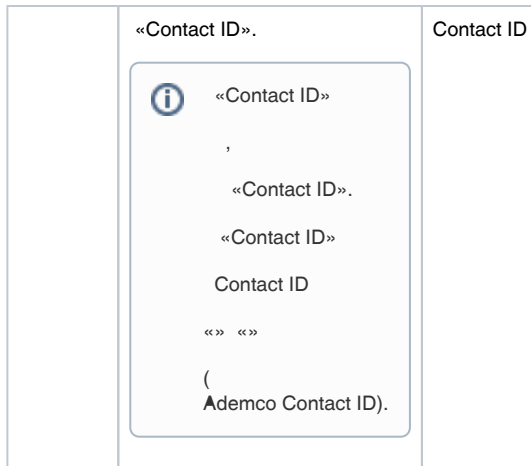 «Contact ID». Contact ID
«Contact ID»
,
«Contact ID».
«Contact ID»
Contact ID
«» «»
(
Ademco Contact ID).